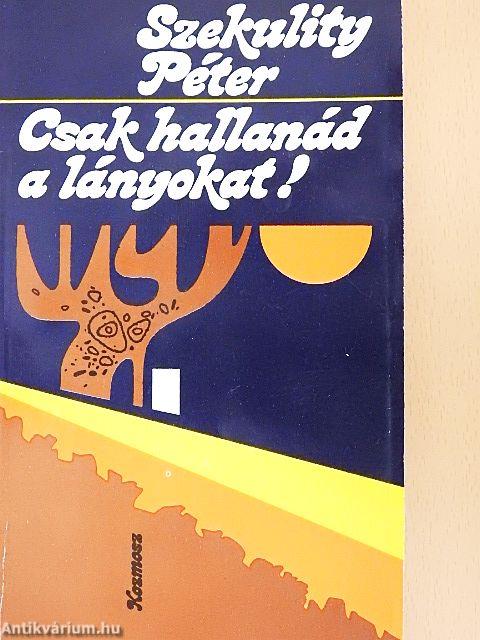 Szekulity
Péter
Csak hallanád
a lányokat!
Kozmosz
Antikvárium.hu